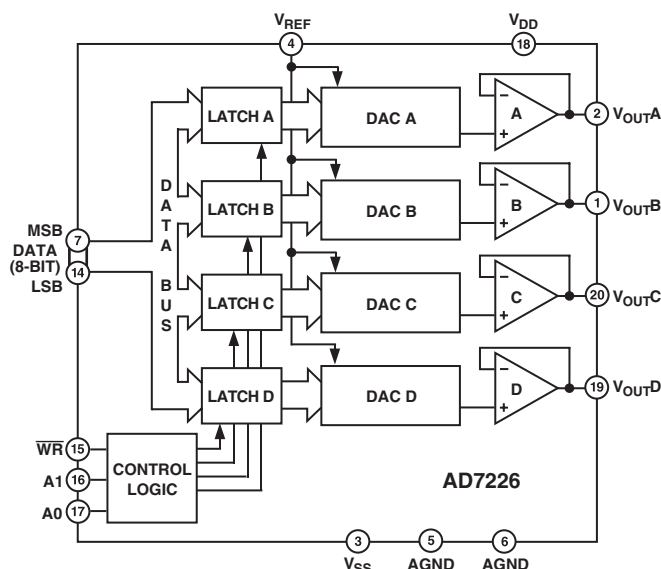 VREF
VDD
4
18
LATCH A
DAC A
A
2
VOUTA
LATCH B
DAC B
B
1
VOUTB
DATA BUS
MSB
7
DATA
(8-BIT)
14
LSB
LATCH C
DAC C
C
20
VOUTC
LATCH D
DAC D
D
19
VOUTD
− +
− +
− +
− +
WR
15
A1
16
A0
17
CONTROL
LOGIC
AD7226
3
5
6
VSS
AGND
AGND